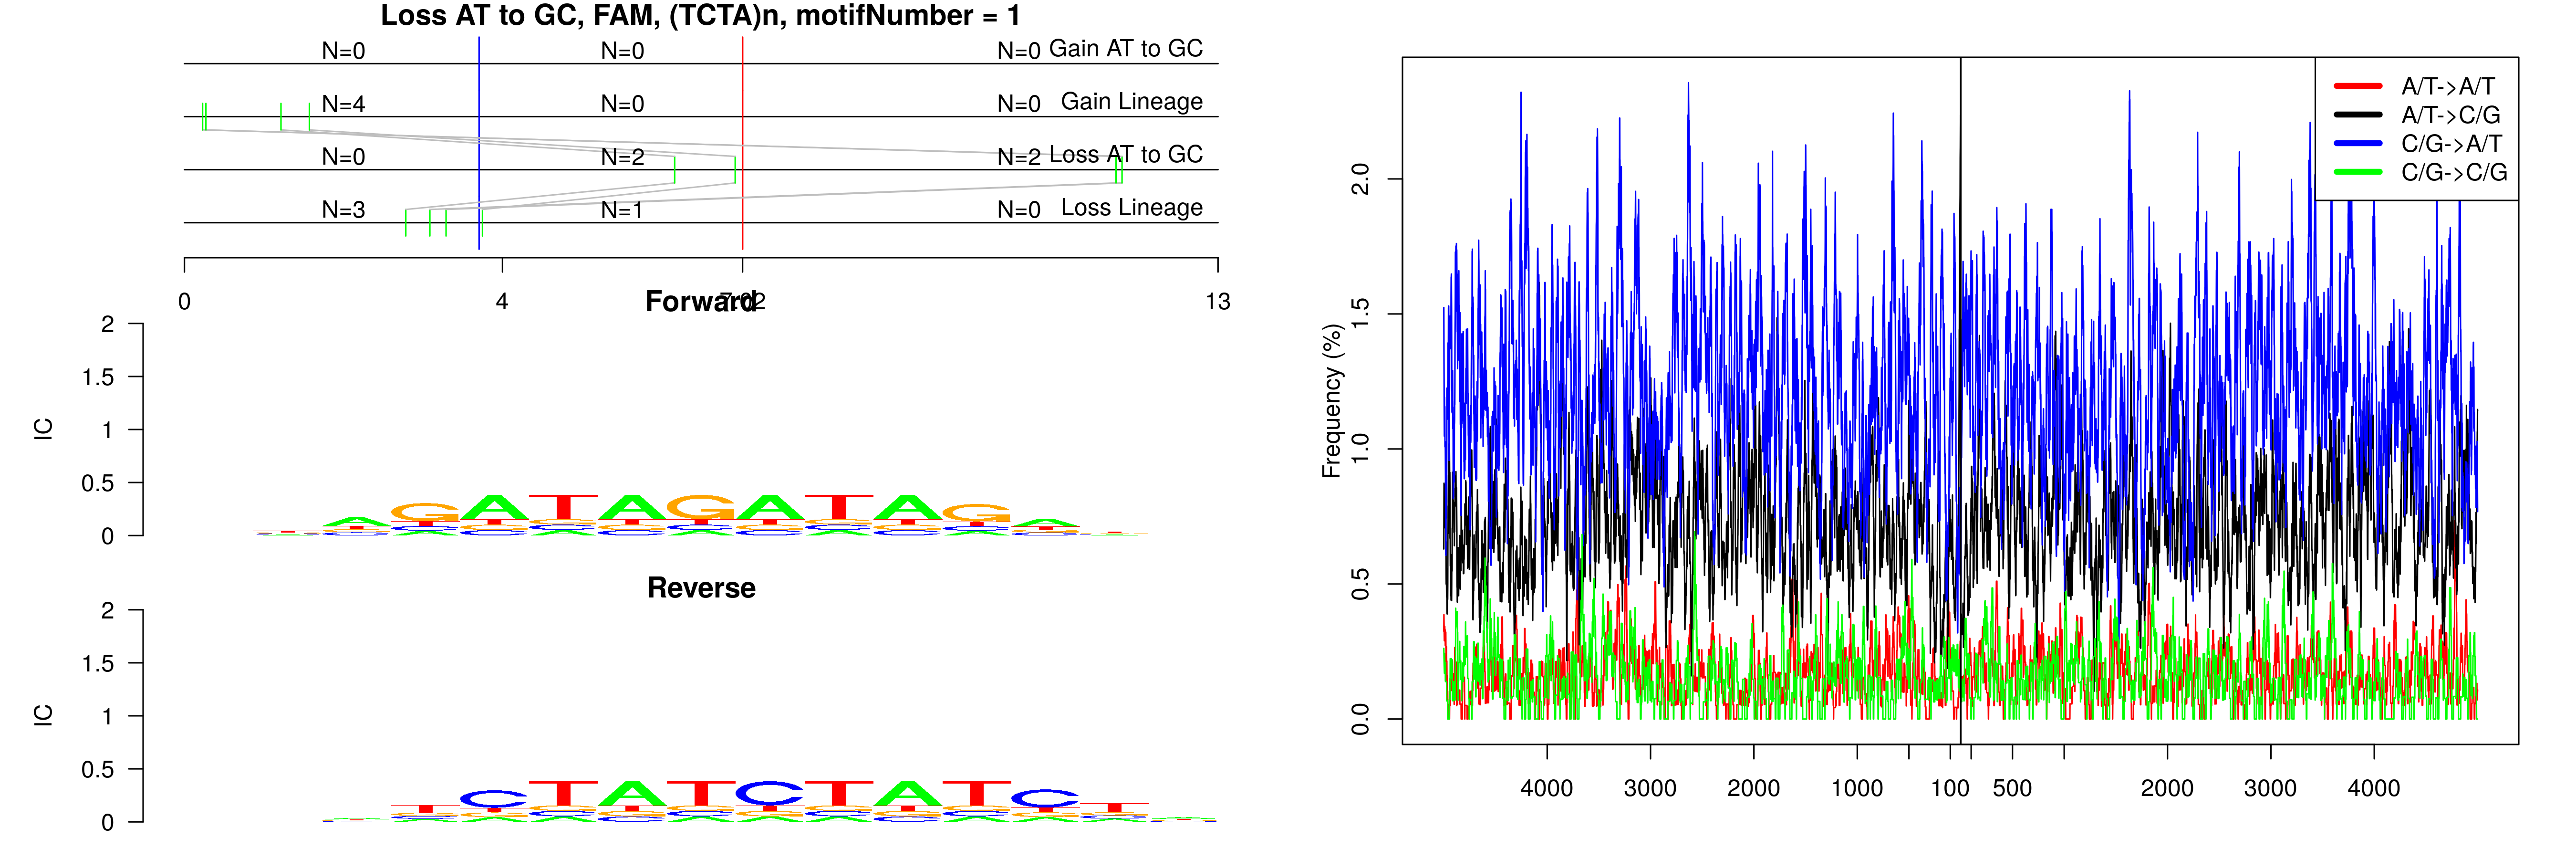 Loss AT to GC, FAM, (TCTA)n, motifNumber = 1
N=0 N=0 N=0 Gain AT to GC
N=4 N=0 N=0 Gain Lineage
N=0 N=2 N=2 Loss AT to GC
N=3 N=1 N=0 Loss Lineage
0 4 7.02 13
Forward
2
1.5
1
0.5
0
IC
GATAGATAG
Reverse
2
1.5
1
0.5
0
IC
TCTATCTATCT
A/T->A/T
A/T->C/G
C/G->A/T
C/G->C/G
Frequency (%)
2.0
1.5
1.0
0.5
0.0
4000 3000 2000 1000 100 500 2000 3000 4000